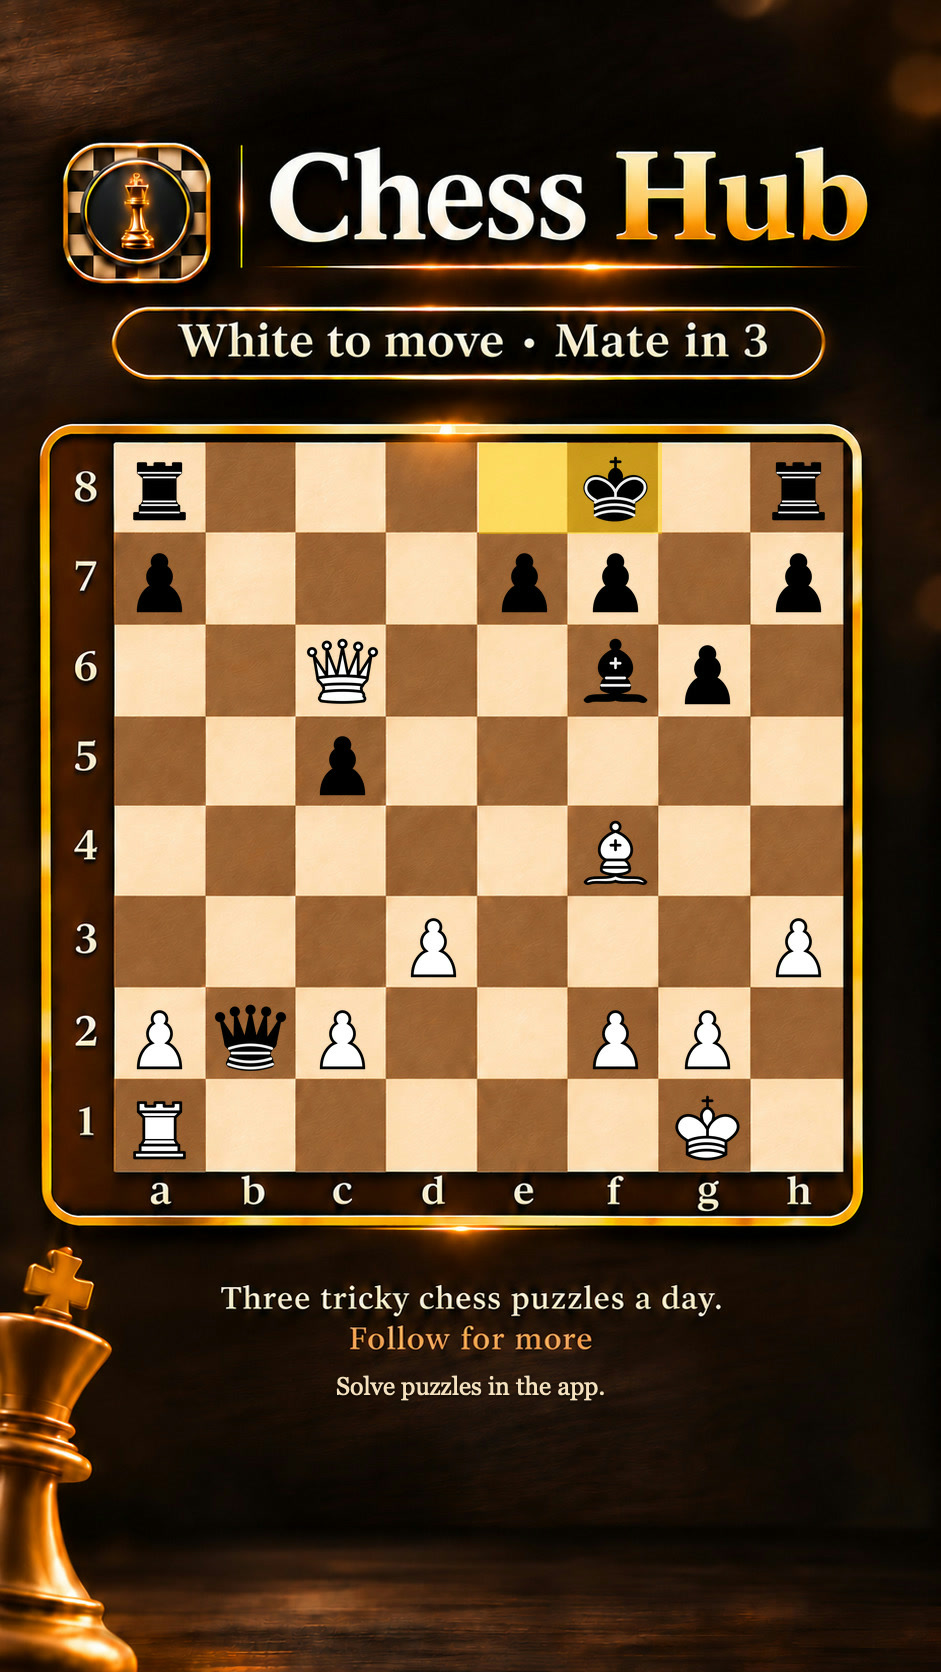 Chess Hub
White to move • Mate in 3
8
7
6
5
4
3
2
1
a b c d e f g h
Three tricky chess puzzles a day.
Follow for more
Solve puzzles in the app.